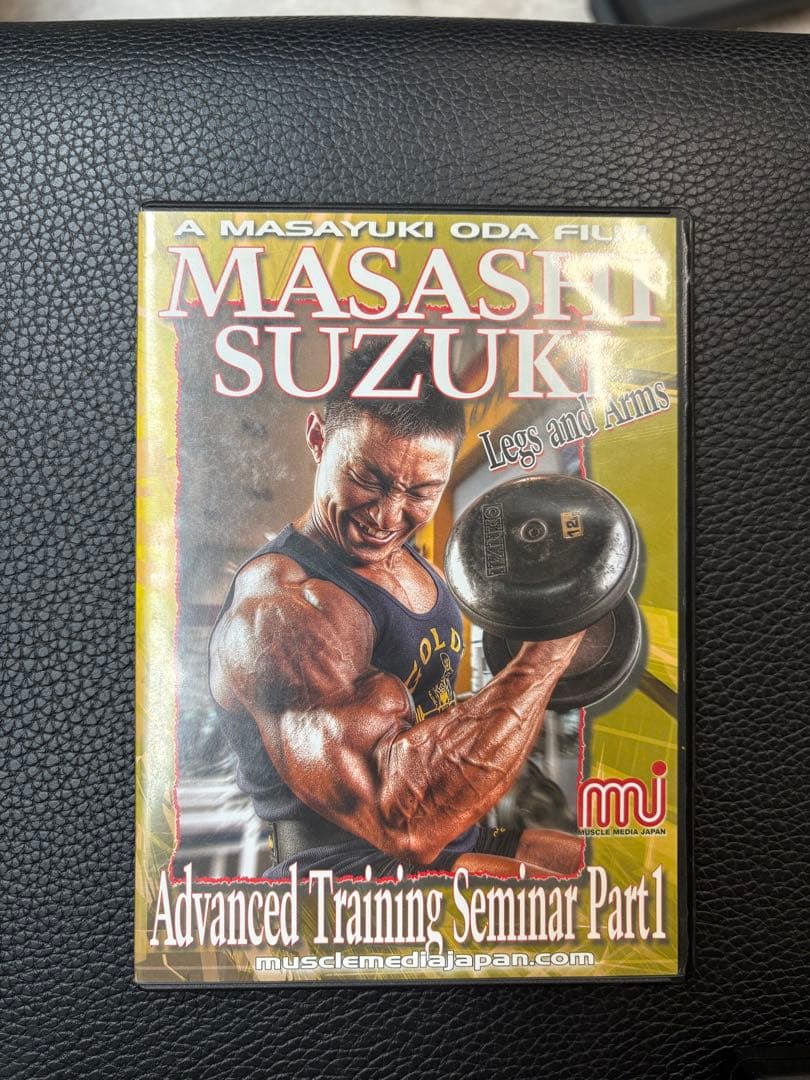 A MASAYUKI ODA FILM
MASASHI
SUZUKI
Legs and Arms
12.
GOLD
MUSCLE MEDIA JAPAN
Advanced Training Seminar Part1
musclemediajapan.com